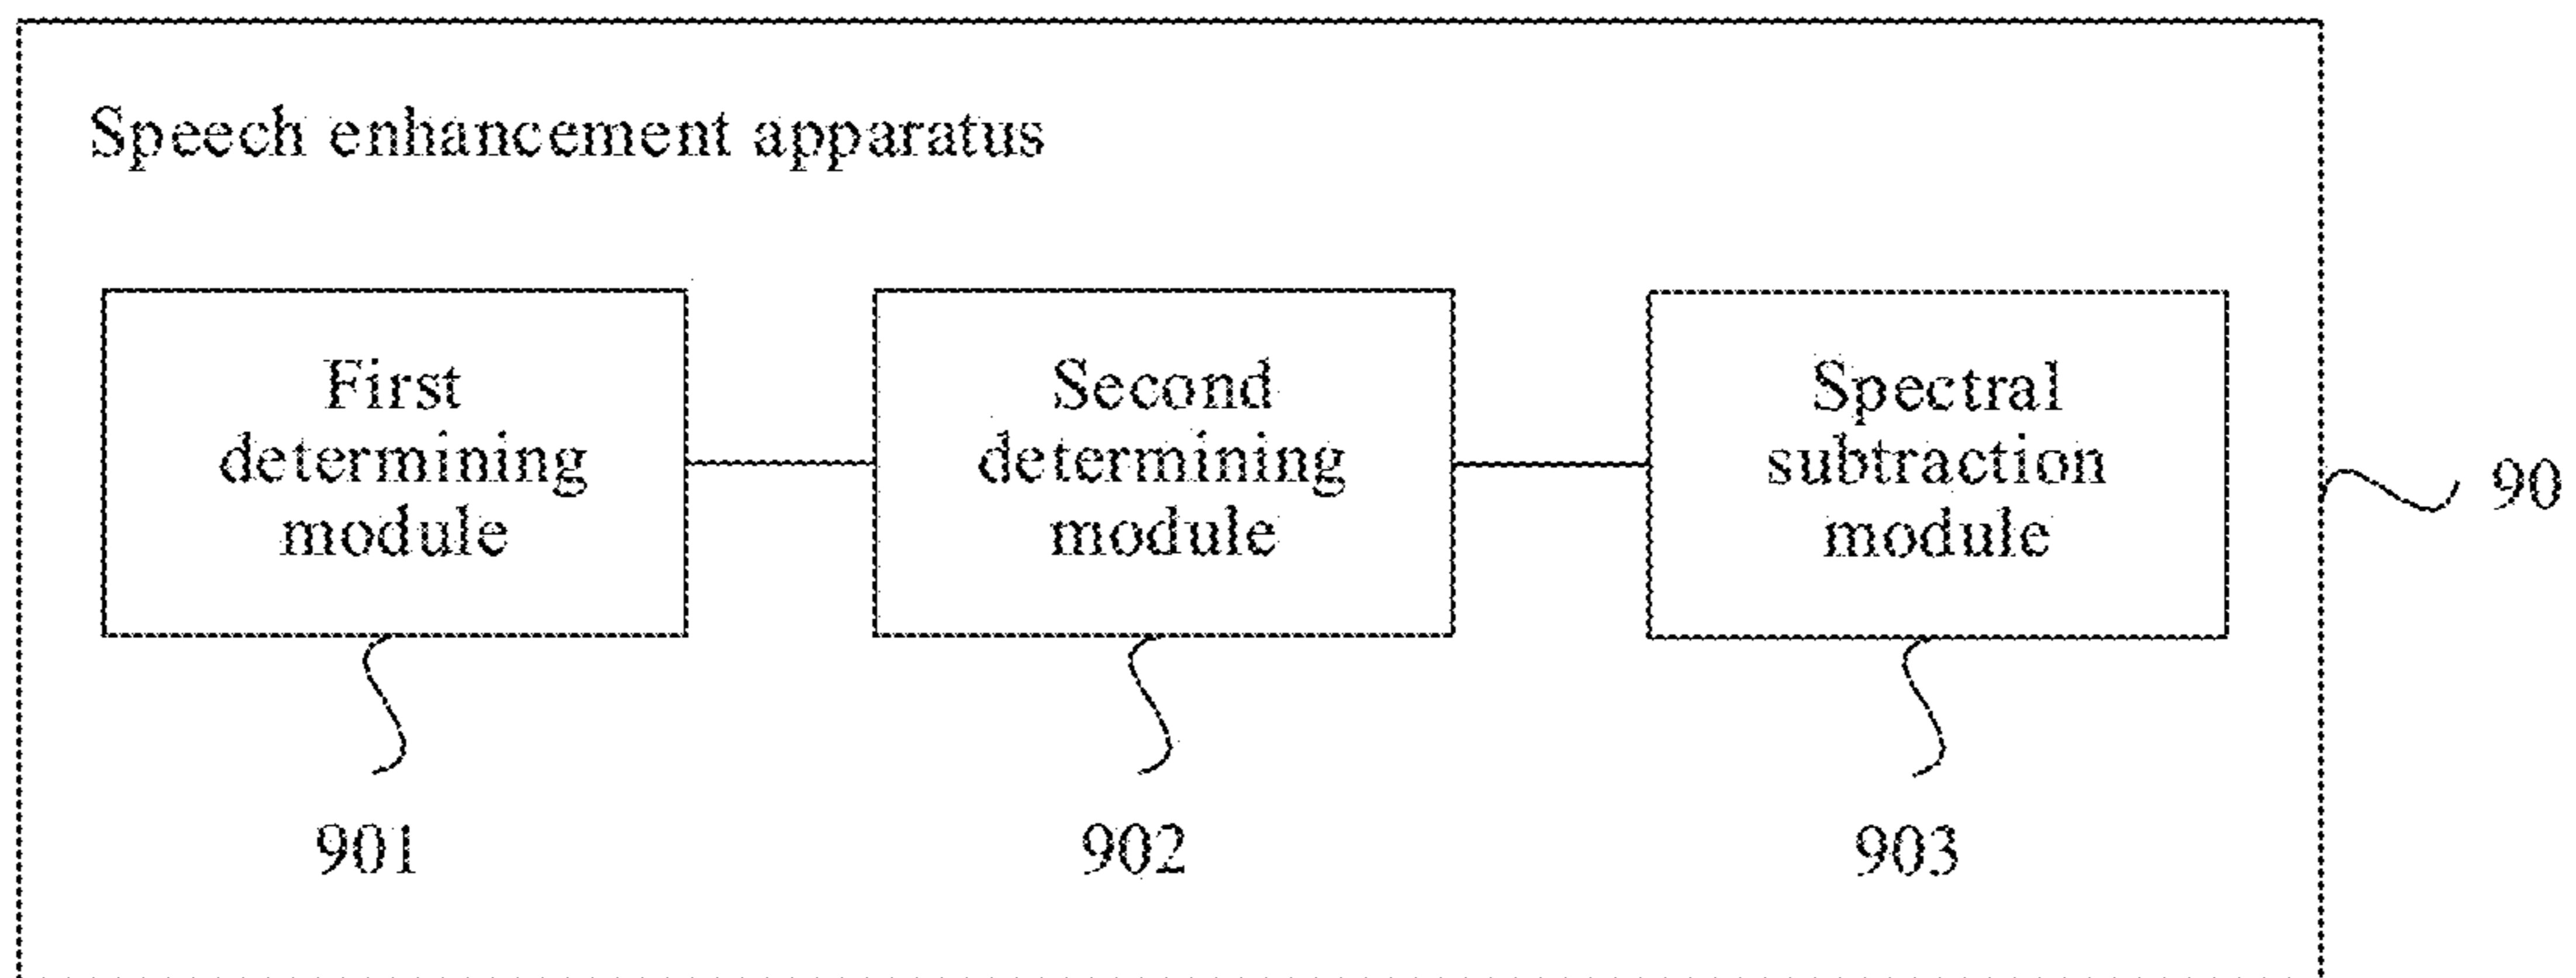 Speech enhancement apparatus
First
determining
module
Second
determining
module
Spectral
subtraction
module
90
901
902
903